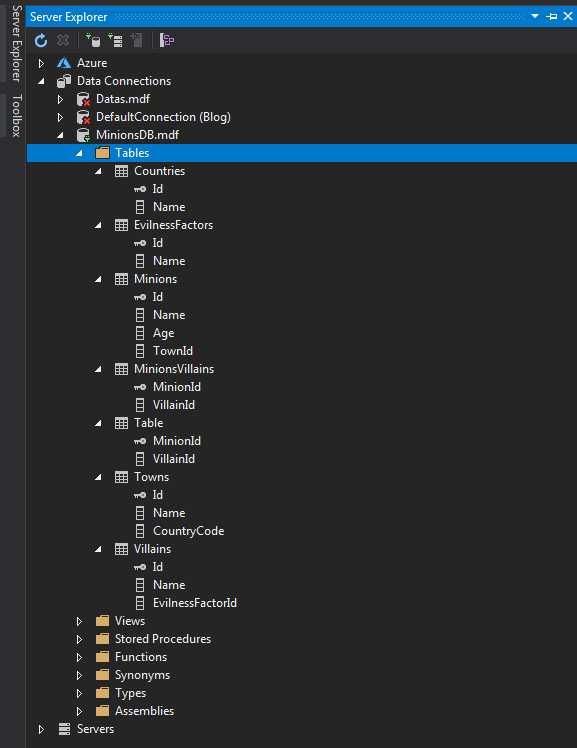 Server Explorer
Toolbox
Server Explorer
Azure
Data Connections
Datas.mdf
DefaultConnection (Blog)
MinionsDB.mdf
Tables
Countries
Id
Name
EvilnessFactors
Id
Name
Minions
Id
Name
Age
TownId
MinionsVillains
MinionId
VillainId
Table
MinionId
VillainId
Towns
Id
Name
CountryCode
Villains
Id
Name
EvilnessFactorId
Views
Stored Procedures
Functions
Synonyms
Types
Assemblies
Servers